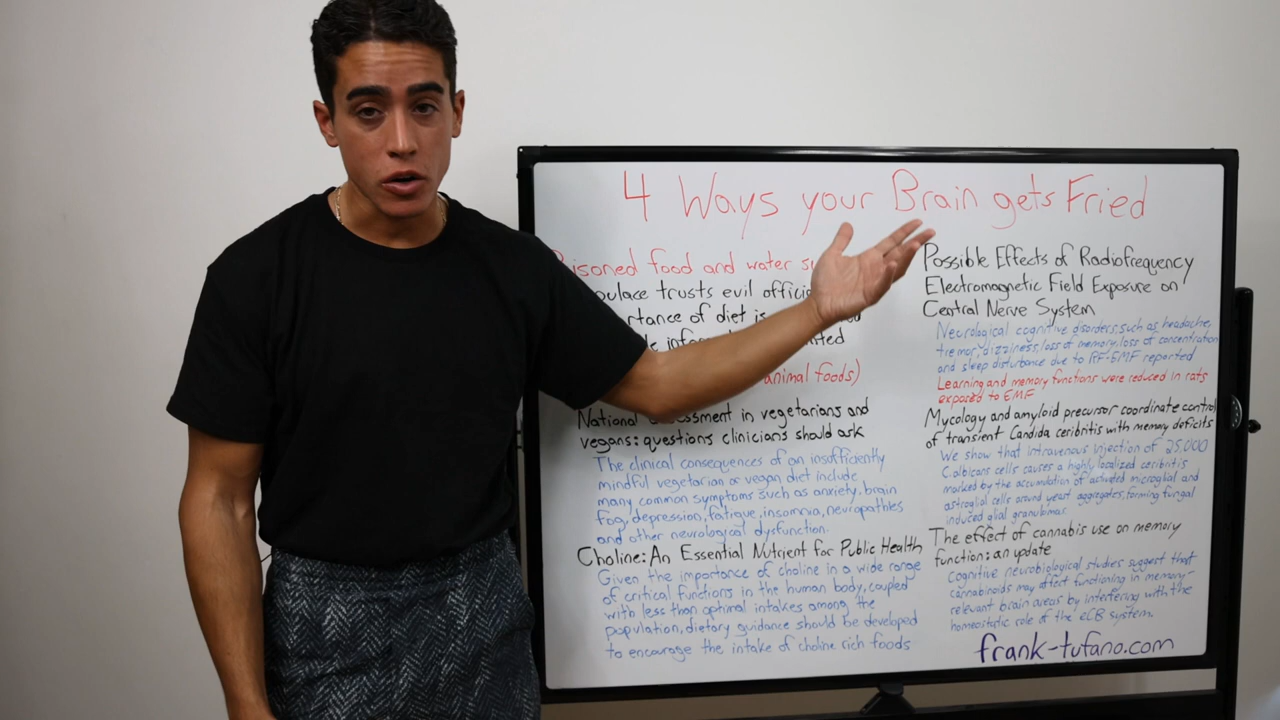 4 Ways your Brain gets Fried
food and water
trusts evil
of diet is
animal foods)
National in vegetarians and
vegans: questions clinicians should ask
The clinical consequences of an insufficiently
mindful vegetarian or vegan diet include
many common symptoms such as anxiety, brain
fog, depression, fatigue, insomnia, neuropathies
and other neurological dysfunction.
Choline: An Essential Nutrient for Public Health
Given the importance of choline in a wide range
of critical functions in the human body, coupled
with less than optimal intakes among the
population, dietary guidance should be developed
to encourage the intake of choline rich foods
Possible Effects of Radiofrequency
Electromagnetic Field Exposure on
Central Nerve System
Neurological cognitive disorders, such as headache,
tremor, dizziness, loss of memory, loss of concentration
and sleep disturbance due to RF-EMF reported
Learning and memory functions were reduced in rats
exposed to EMF
Mycology and amyloid precursor coordinate control
of transient Candida ceribritis with memory deficits
We show that intravenous injection of 25,000
C. albicans cells causes a highly localized ceribritis
marked by the accumulation of activated microglial and
astroglial cells around yeast aggregates, forming fungal
induced glial granulomas
The effect of cannabis use on memory
function: an update
Cognitive neurobiological studies suggest that
cannabinoids may affect functioning in memory-
relevant brain areas by interfering with the
homeostatic role of the eCB system.
frank-tufano.com